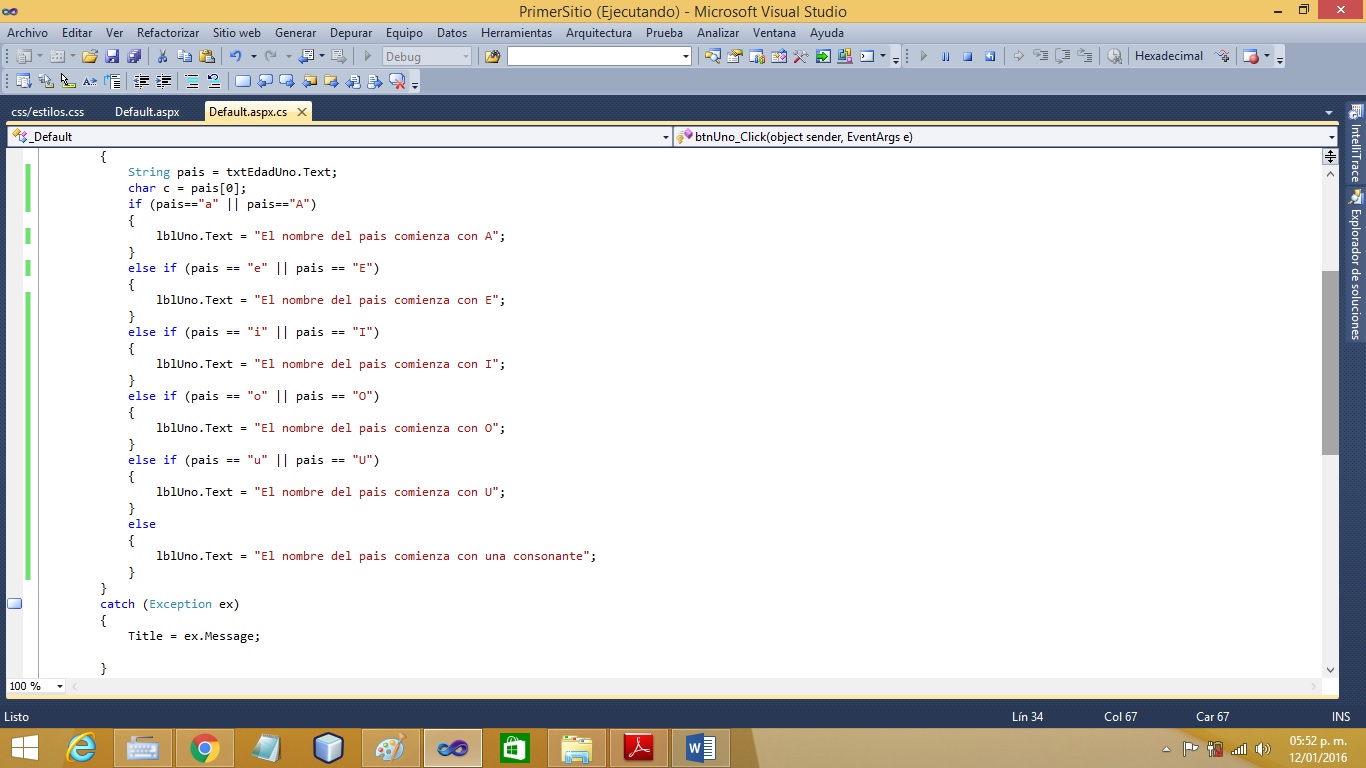 PrimerSitio (Ejecutando) - Microsoft Visual Studio
Archivo Editar Ver Refactorizar Sitio web Generar Depurar Equipo Datos Herramientas Arquitectura Prueba Analizar Ventana Ayuda
Debug Hexadecimal
css/estilos.css Default.aspx Default.aspx.cs
_Default btnUno_Click(object sender, EventArgs e)
{
String pais = txtEdadUno.Text;
char c = pais[0];
if (pais=="a" || pais=="A")
{
lblUno.Text = "El nombre del pais comienza con A";
}
else if (pais == "e" || pais == "E")
{
lblUno.Text = "El nombre del pais comienza con E";
}
else if (pais == "i" || pais == "I")
{
lblUno.Text = "El nombre del pais comienza con I";
}
else if (pais == "o" || pais == "O")
{
lblUno.Text = "El nombre del pais comienza con O";
}
else if (pais == "u" || pais == "U")
{
lblUno.Text = "El nombre del pais comienza con U";
}
else
{
lblUno.Text = "El nombre del pais comienza con una consonante";
}
}
catch (Exception ex)
{
Title = ex.Message;
}
IntelliTrace
Explorador de soluciones
100 %
Listo Lín 34 Col 67 Car 67 INS
05:52 p. m.
12/01/2016